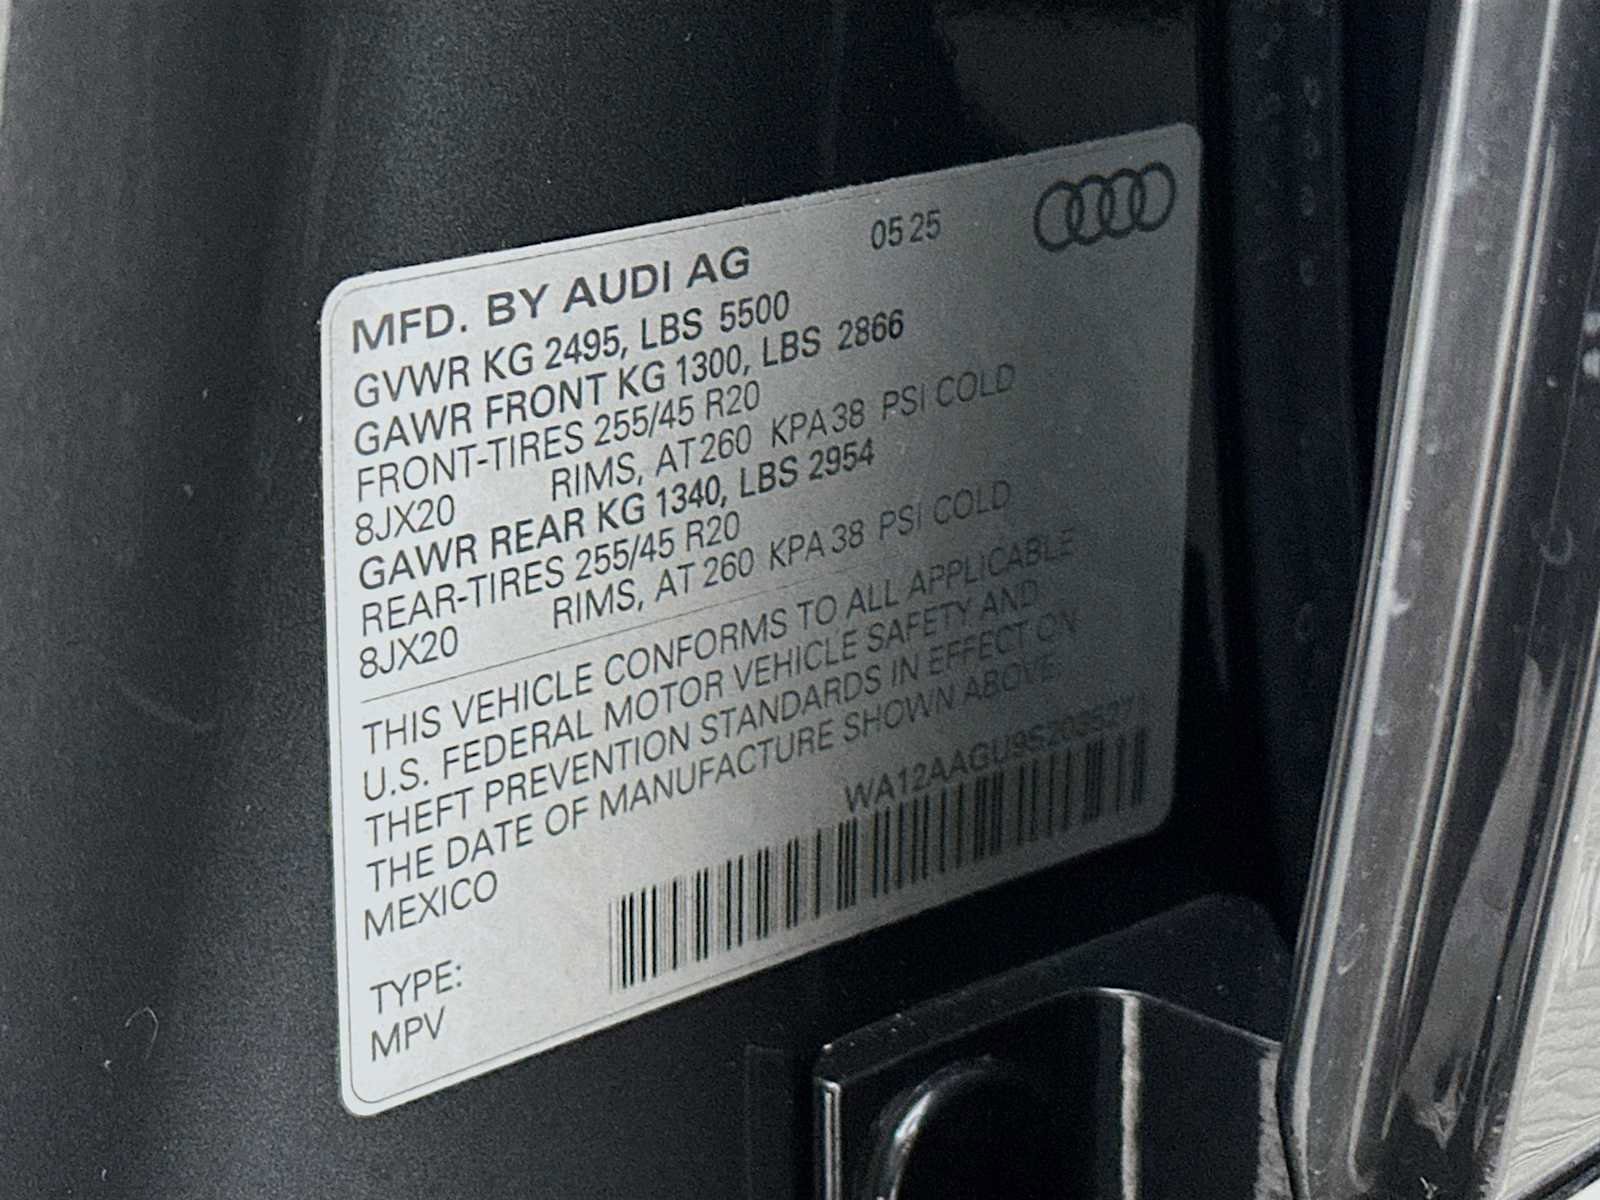 05 25
MFD. BY AUDI AG
GVWR KG 2495, LBS 5500
GAWR FRONT KG 1300, LBS 2866
FRONT-TIRES 255/45 R20
8JX20 RIMS, AT 260 KPA 38 PSI COLD
GAWR REAR KG 1340, LBS 2954
REAR-TIRES 255/45 R20
8JX20 RIMS, AT 260 KPA 38 PSI COLD
THIS VEHICLE CONFORMS TO ALL APPLICABLE
U.S. FEDERAL MOTOR VEHICLE SAFETY AND
THEFT PREVENTION STANDARDS IN EFFECT ON
THE DATE OF MANUFACTURE SHOWN ABOVE.
MEXICO
WA12AAGU9S2035271
TYPE:
MPV